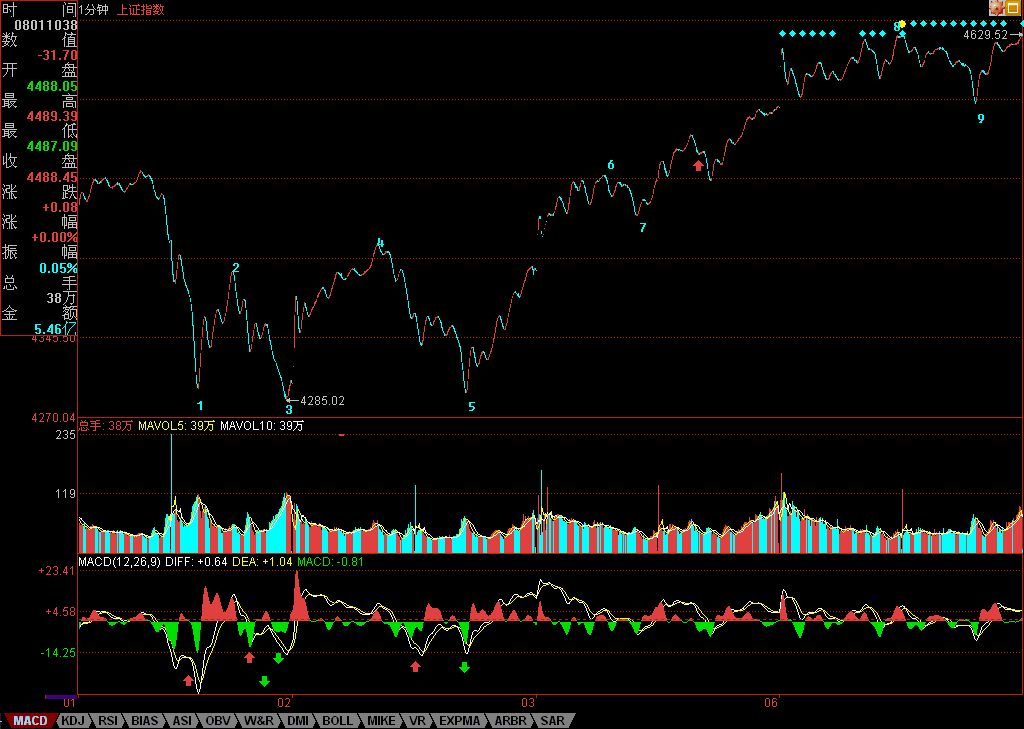 1分钟 上证指数
时 间
08011038
数 值
-31.70
开 盘
4488.05
最 高
4489.39
最 低
4487.09
收 盘
4488.45
涨 跌
+0.08
涨 幅
+0.00%
振 幅
0.05%
总 手
38万
金 额
5.46亿
8
4629.52
9
6
7
4
2
1
3
4285.02
5
4345.50
4270.04
总手: 38万 MAVOL5: 39万 MAVOL10: 39万
235
119
MACD(12,26,9) DIFF: +0.64 DEA: +1.04 MACD: -0.81
+23.41
+4.58
-14.25
01 02 03 06
MACD KDJ RSI BIAS ASI OBV W&R DMI BOLL MIKE VR EXPMA ARBR SAR